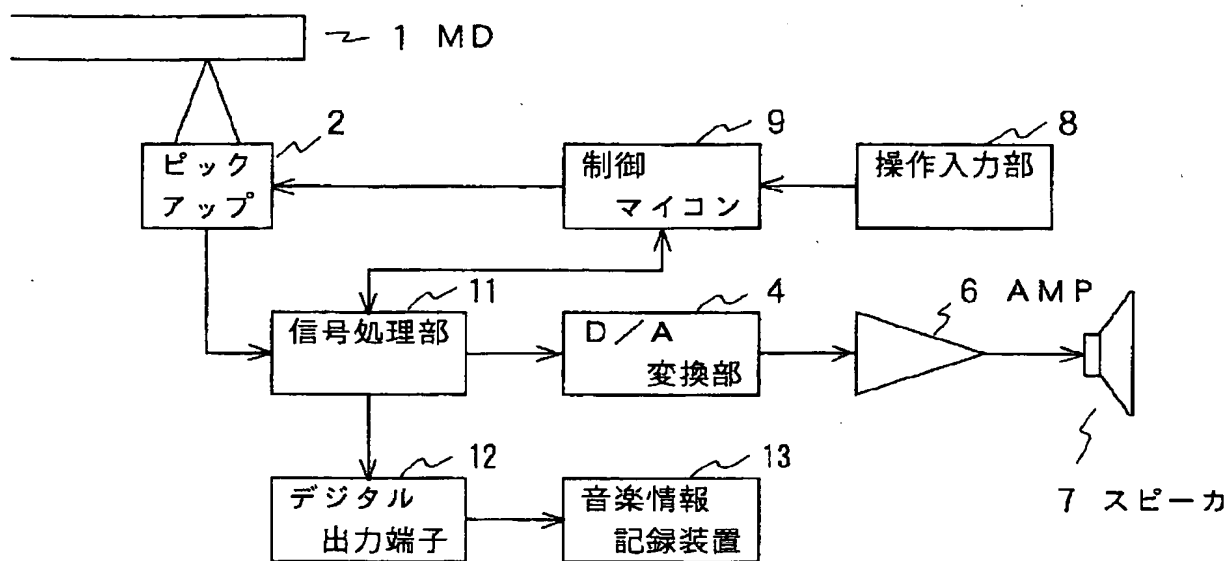 1 MD
2
ピック
アップ
9
制御
マイコン
8
操作入力部
11
信号処理部
4
D/A
変換部
6 AMP
7 スピーカ
12
デジタル
出力端子
13
音楽情報
記録装置